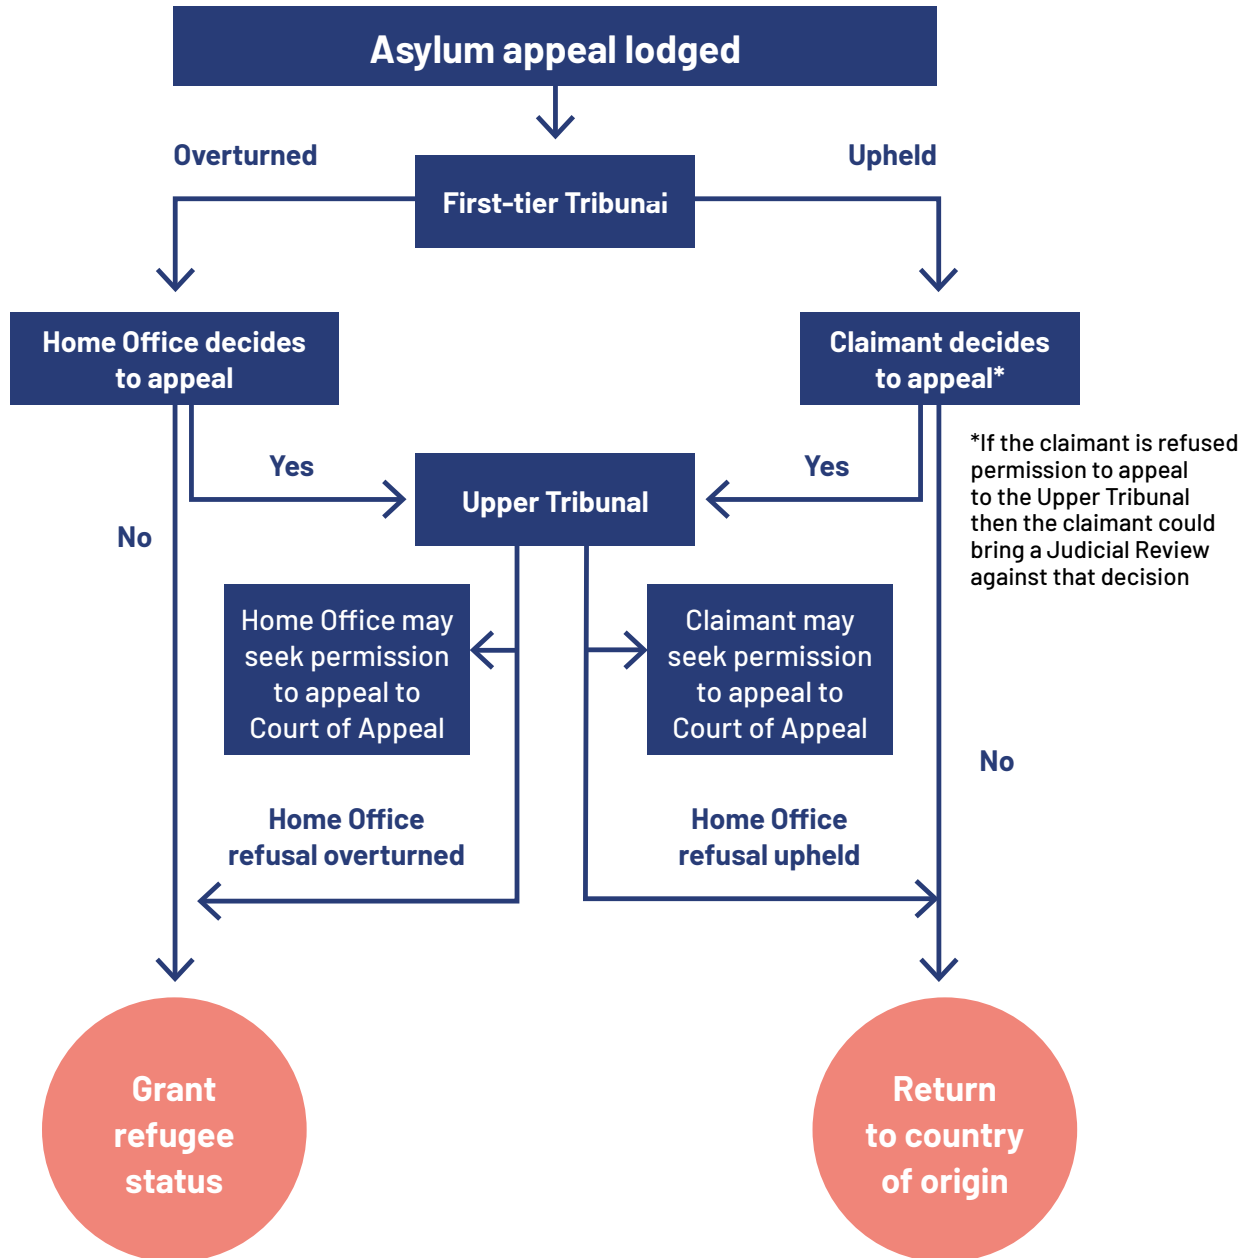 Asylum appeal lodged
Overturned
Upheld
First-tier Tribunal
Home Office decides
to appeal
Claimant decides
to appeal*
*If the claimant is refused
permission to appeal
to the Upper Tribunal
then the claimant could
bring a Judicial Review
against that decision
Yes
Yes
Upper Tribunal
No
Home Office may
seek permission
to appeal to
Court of Appeal
Claimant may
seek permission
to appeal to
Court of Appeal
No
Home Office
refusal overturned
Home Office
refusal upheld
Grant
refugee
status
Return
to country
of origin